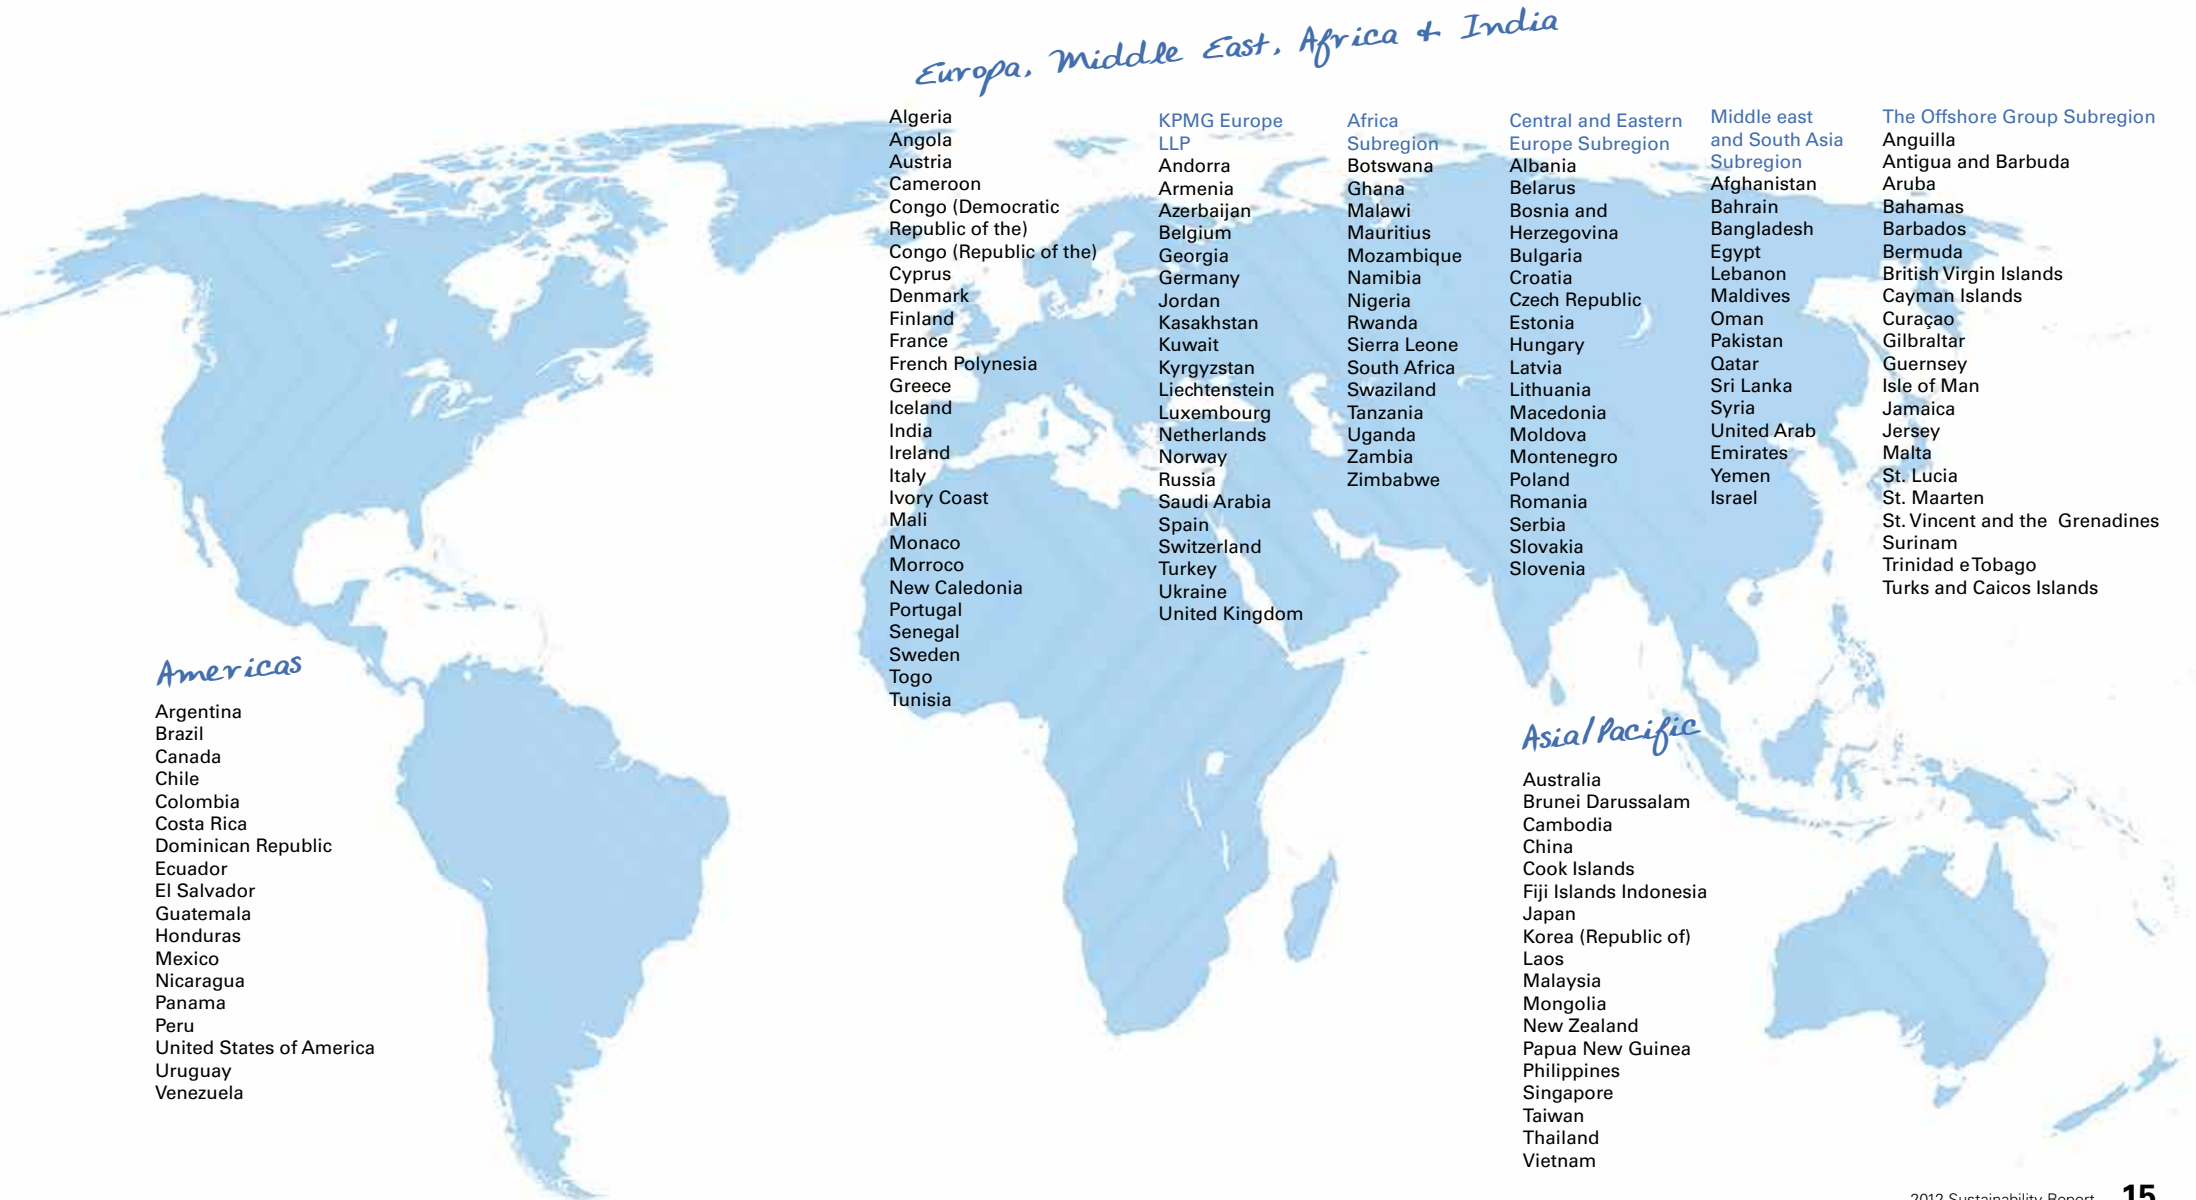 Europa, Middle East, Africa + India
Algeria
Angola
Austria
Cameroon
Congo (Democratic
Republic of the)
Congo (Republic of the)
Cyprus
Denmark
Finland
France
French Polynesia
Greece
Iceland
India
Ireland
Italy
Ivory Coast
Mali
Monaco
Morroco
New Caledonia
Portugal
Senegal
Sweden
Togo
Tunisia
KPMG Europe
LLP
Andorra
Armenia
Azerbaijan
Belgium
Georgia
Germany
Jordan
Kasakhstan
Kuwait
Kyrgyzstan
Liechtenstein
Luxembourg
Netherlands
Norway
Russia
Saudi Arabia
Spain
Switzerland
Turkey
Ukraine
United Kingdom
Africa
Subregion
Botswana
Ghana
Malawi
Mauritius
Mozambique
Namibia
Nigeria
Rwanda
Sierra Leone
South Africa
Swaziland
Tanzania
Uganda
Zambia
Zimbabwe
Central and Eastern
Europe Subregion
Albania
Belarus
Bosnia and
Herzegovina
Bulgaria
Croatia
Czech Republic
Estonia
Hungary
Latvia
Lithuania
Macedonia
Moldova
Montenegro
Poland
Romania
Serbia
Slovakia
Slovenia
Middle east
and South Asia
Subregion
Afghanistan
Bahrain
Bangladesh
Egypt
Lebanon
Maldives
Oman
Pakistan
Qatar
Sri Lanka
Syria
United Arab
Emirates
Yemen
Israel
The Offshore Group Subregion
Anguilla
Antigua and Barbuda
Aruba
Bahamas
Barbados
Bermuda
British Virgin Islands
Cayman Islands
Curaçao
Gilbraltar
Guernsey
Isle of Man
Jamaica
Jersey
Malta
St. Lucia
St. Maarten
St. Vincent and the Grenadines
Surinam
Trinidad e Tobago
Turks and Caicos Islands
Americas
Argentina
Brazil
Canada
Chile
Colombia
Costa Rica
Dominican Republic
Ecuador
El Salvador
Guatemala
Honduras
Mexico
Nicaragua
Panama
Peru
United States of America
Uruguay
Venezuela
Asia/Pacific
Australia
Brunei Darussalam
Cambodia
China
Cook Islands
Fiji Islands Indonesia
Japan
Korea (Republic of)
Laos
Malaysia
Mongolia
New Zealand
Papua New Guinea
Philippines
Singapore
Taiwan
Thailand
Vietnam
2012 Sustainability Report 15